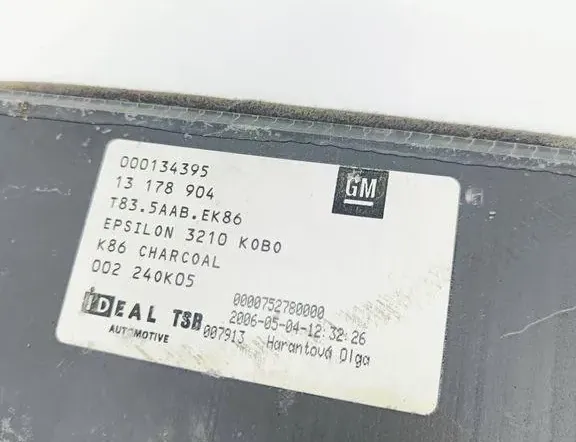 000134395
13 178 904
T83.5AAB.EK86
EPSILON 3210 KOBO
K86 CHARCOAL
002 240K05
GM
0000752780000
2006-05-04-12:32:26
007913 Harantová Olga
iDEAL TSB
AUTOMOTIVE